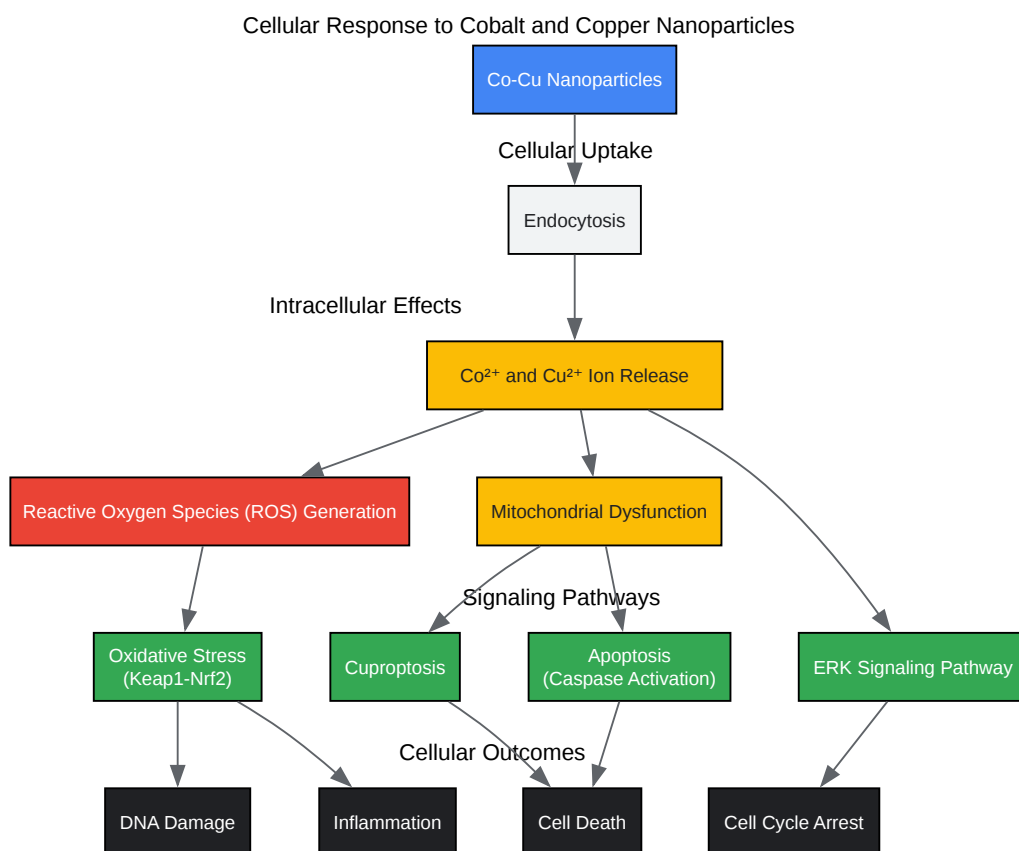 Cellular Response to Cobalt and Copper Nanoparticles
Co-Cu Nanoparticles
Cellular Uptake
Endocytosis
Intracellular Effects
Co²⁺ and Cu²⁺ Ion Release
Reactive Oxygen Species (ROS) Generation
Mitochondrial Dysfunction
Signaling Pathways
Oxidative Stress
(Keap1-Nrf2)
Cuproptosis
Apoptosis
(Caspase Activation)
ERK Signaling Pathway
Cellular Outcomes
DNA Damage
Inflammation
Cell Death
Cell Cycle Arrest